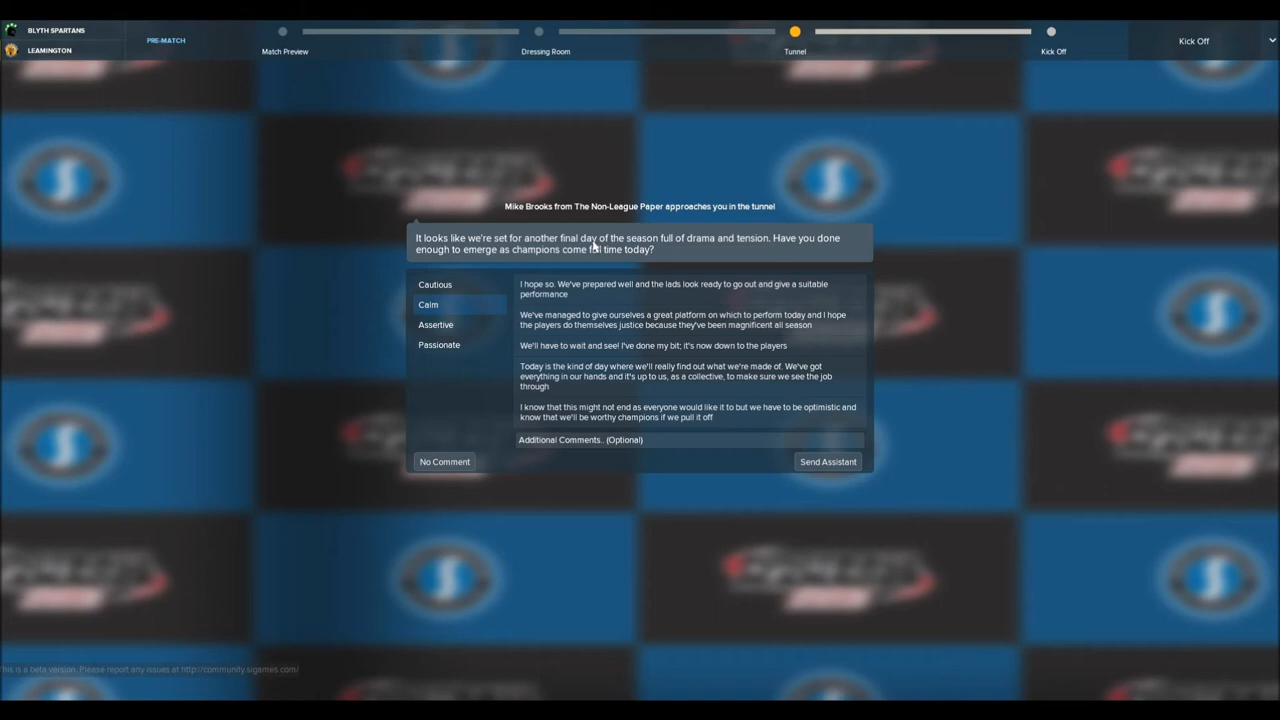 BLYTH SPARTANS
LEAMINGTON
PRE-MATCH
Match Preview
Dressing Room
Tunnel
Kick Off
Kick Off
Mike Brooks from The Non-League Paper approaches you in the tunnel
It looks like we're set for another final day of the season full of drama and tension. Have you done
enough to emerge as champions come full time today?
Cautious
Calm
Assertive
Passionate
I hope so. We've prepared well and the lads look ready to go out and give a suitable
performance
We've managed to give ourselves a great platform on which to perform today and I hope
the players do themselves justice because they've been magnificent all season
We'll have to wait and see! I've done my bit; it's now down to the players
Today is the kind of day where we'll really find out what we're made of. We've got
everything in our hands and it's up to us, as a collective, to make sure we see the job
through
I know that this might not end as everyone would like it to but we have to be optimistic and
know that we'll be worthy champions if we pull it off
Additional Comments.. (Optional)
No Comment
Send Assistant
This is a beta version. Please report any issues at http://community.sigames.com/